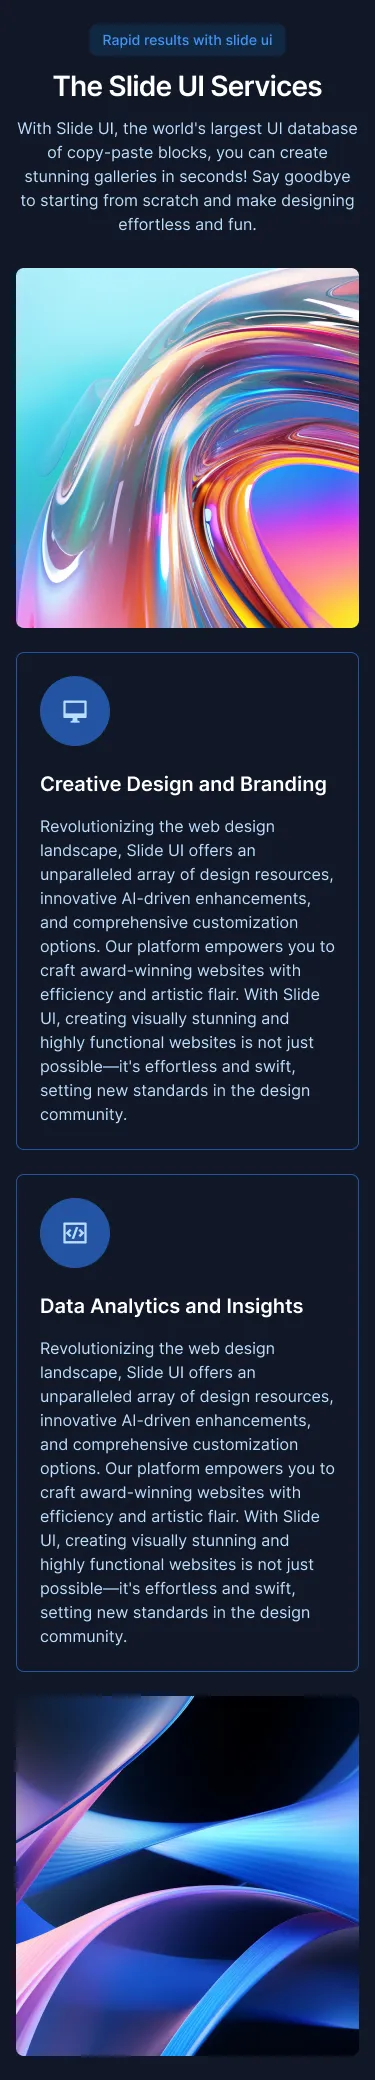 Rapid results with slide ui
The Slide UI Services
With Slide UI, the world's largest UI database
of copy-paste blocks, you can create
stunning galleries in seconds! Say goodbye
to starting from scratch and make designing
effortless and fun.
Creative Design and Branding
Revolutionizing the web design
landscape, Slide UI offers an
unparalleled array of design resources,
innovative AI-driven enhancements,
and comprehensive customization
options. Our platform empowers you to
craft award-winning websites with
efficiency and artistic flair. With Slide
UI, creating visually stunning and
highly functional websites is not just
possible—it's effortless and swift,
setting new standards in the design
community.
Data Analytics and Insights
Revolutionizing the web design
landscape, Slide UI offers an
unparalleled array of design resources,
innovative AI-driven enhancements,
and comprehensive customization
options. Our platform empowers you to
craft award-winning websites with
efficiency and artistic flair. With Slide
UI, creating visually stunning and
highly functional websites is not just
possible—it's effortless and swift,
setting new standards in the design
community.